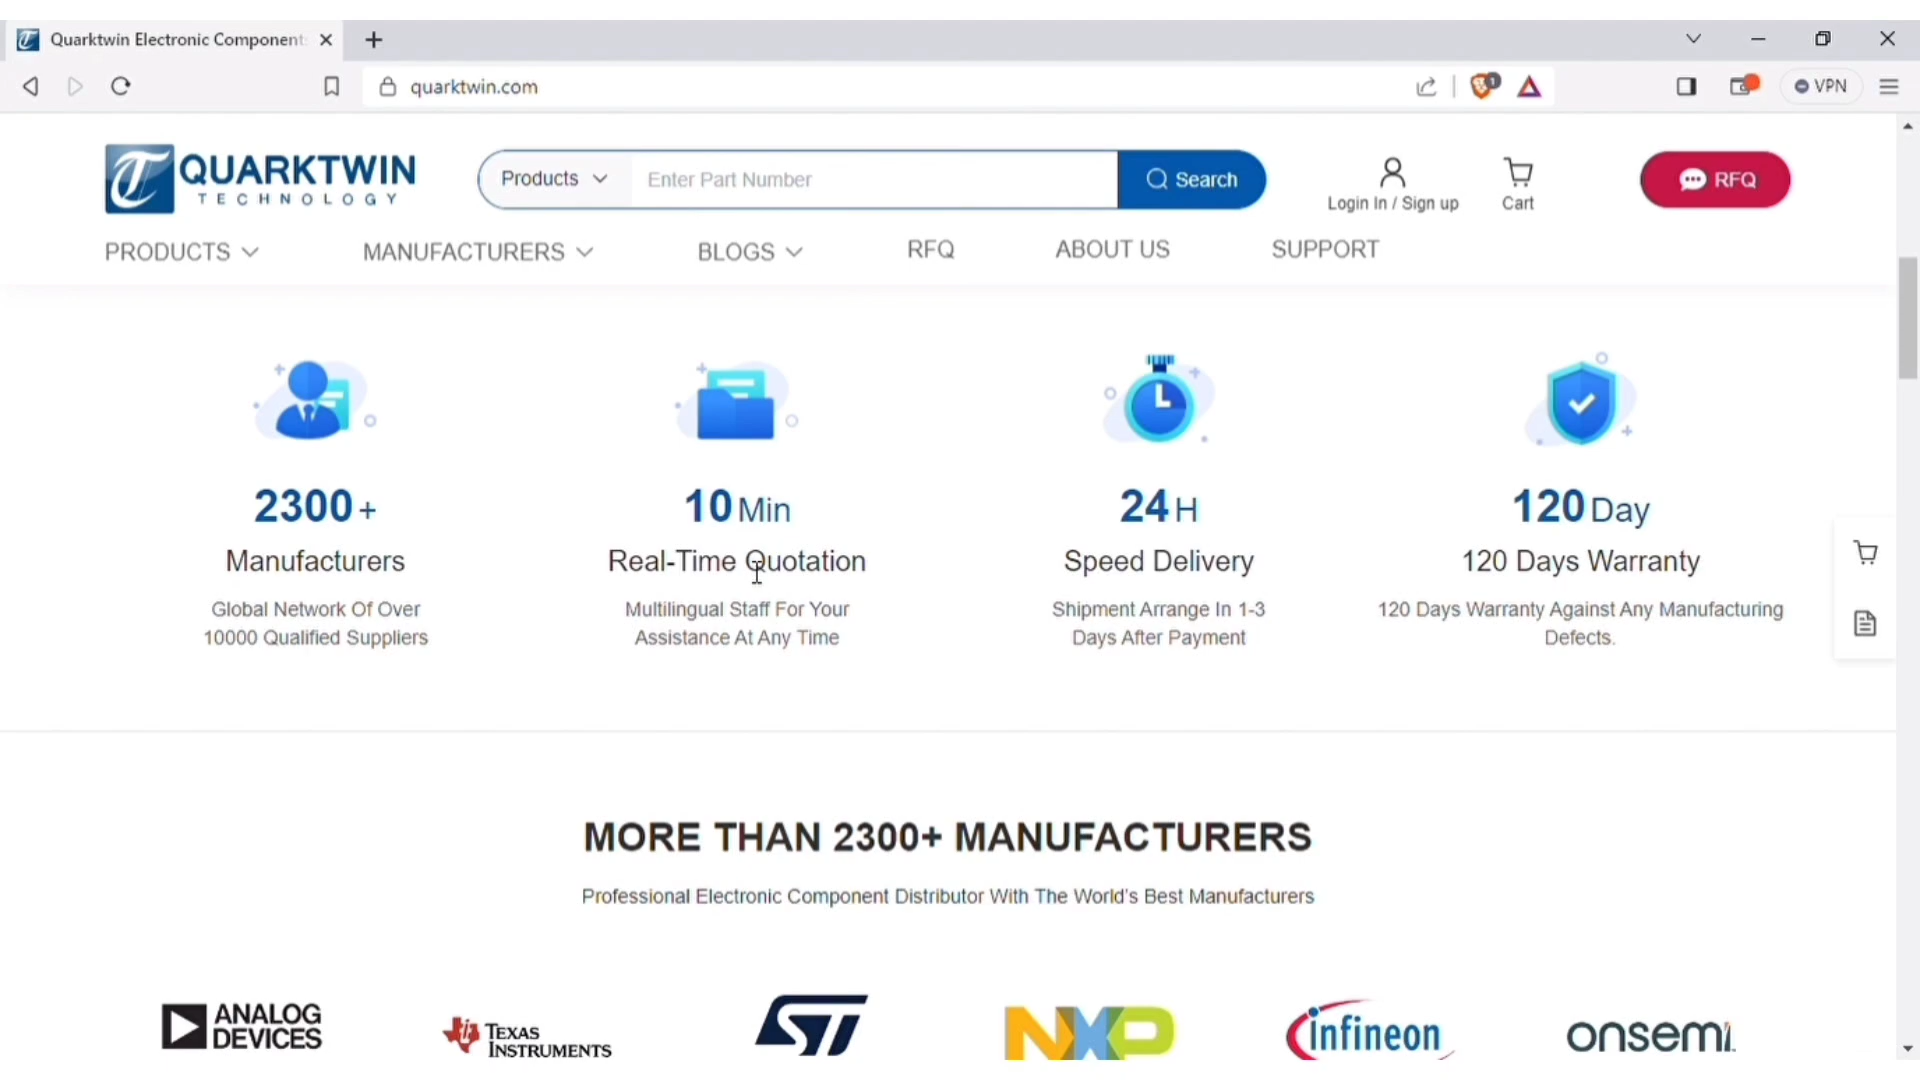 Quarktwin Electronic Component
quarktwin.com
VPN
QUARKTWIN
TECHNOLOGY
Products
Enter Part Number
Search
Login In / Sign up
Cart
RFQ
PRODUCTS
MANUFACTURERS
BLOGS
RFQ
ABOUT US
SUPPORT
2300 +
Manufacturers
Global Network Of Over
10000 Qualified Suppliers
10 Min
Real-Time Quotation
Multilingual Staff For Your
Assistance At Any Time
24 H
Speed Delivery
Shipment Arrange In 1-3
Days After Payment
120 Day
120 Days Warranty
120 Days Warranty Against Any Manufacturing
Defects.
MORE THAN 2300+ MANUFACTURERS
Professional Electronic Component Distributor With The World's Best Manufacturers
ANALOG
DEVICES
TEXAS
INSTRUMENTS
ST
NXP
infineon
onsemi